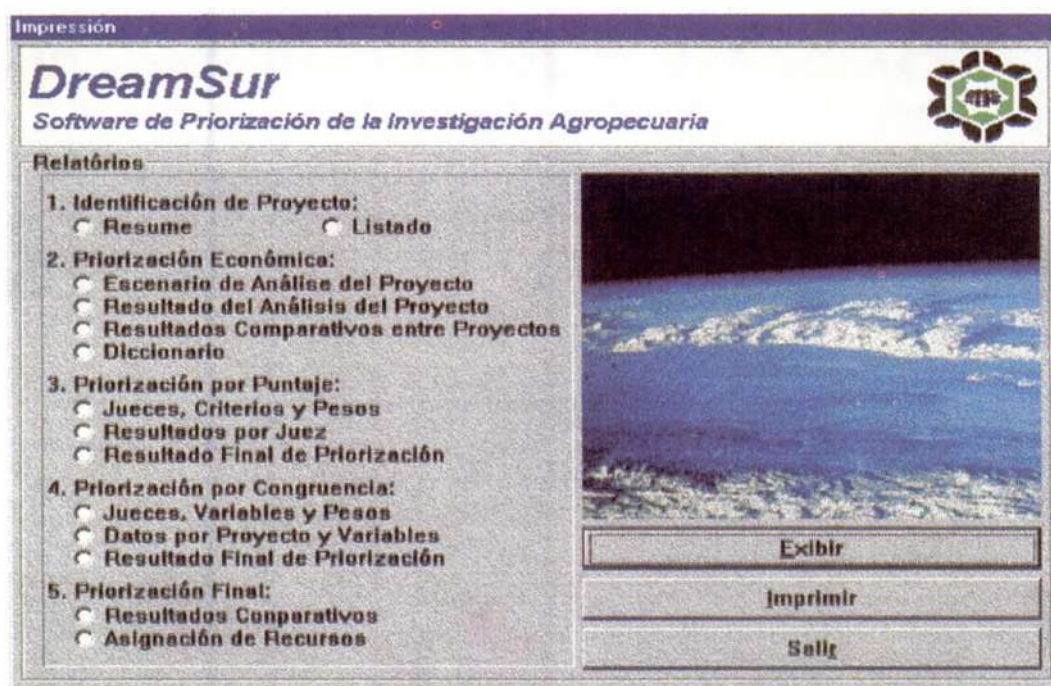 Impressión
DreamSur
Software de Priorización de la Investigación Agropecuaria
Relatórios
1. Identificación de Proyecto:
Resume Listado
2. Priorización Económica:
Escenario de Análise del Proyecto
Resultado del Análisis del Proyecto
Resultados Comparativos entre Proyectos
Diccionario
3. Priorización por Puntaje:
Jueces, Criterios y Pesos
Resultados por Juez
Resultado Final de Priorización
4. Priorización por Congruencia:
Jueces, Variables y Pesos
Datos por Proyecto y Variables
Resultado Final de Priorización
5. Priorización Final:
Resultados Conparativos
Asignación de Recursos
Exibir
Imprimir
Salir